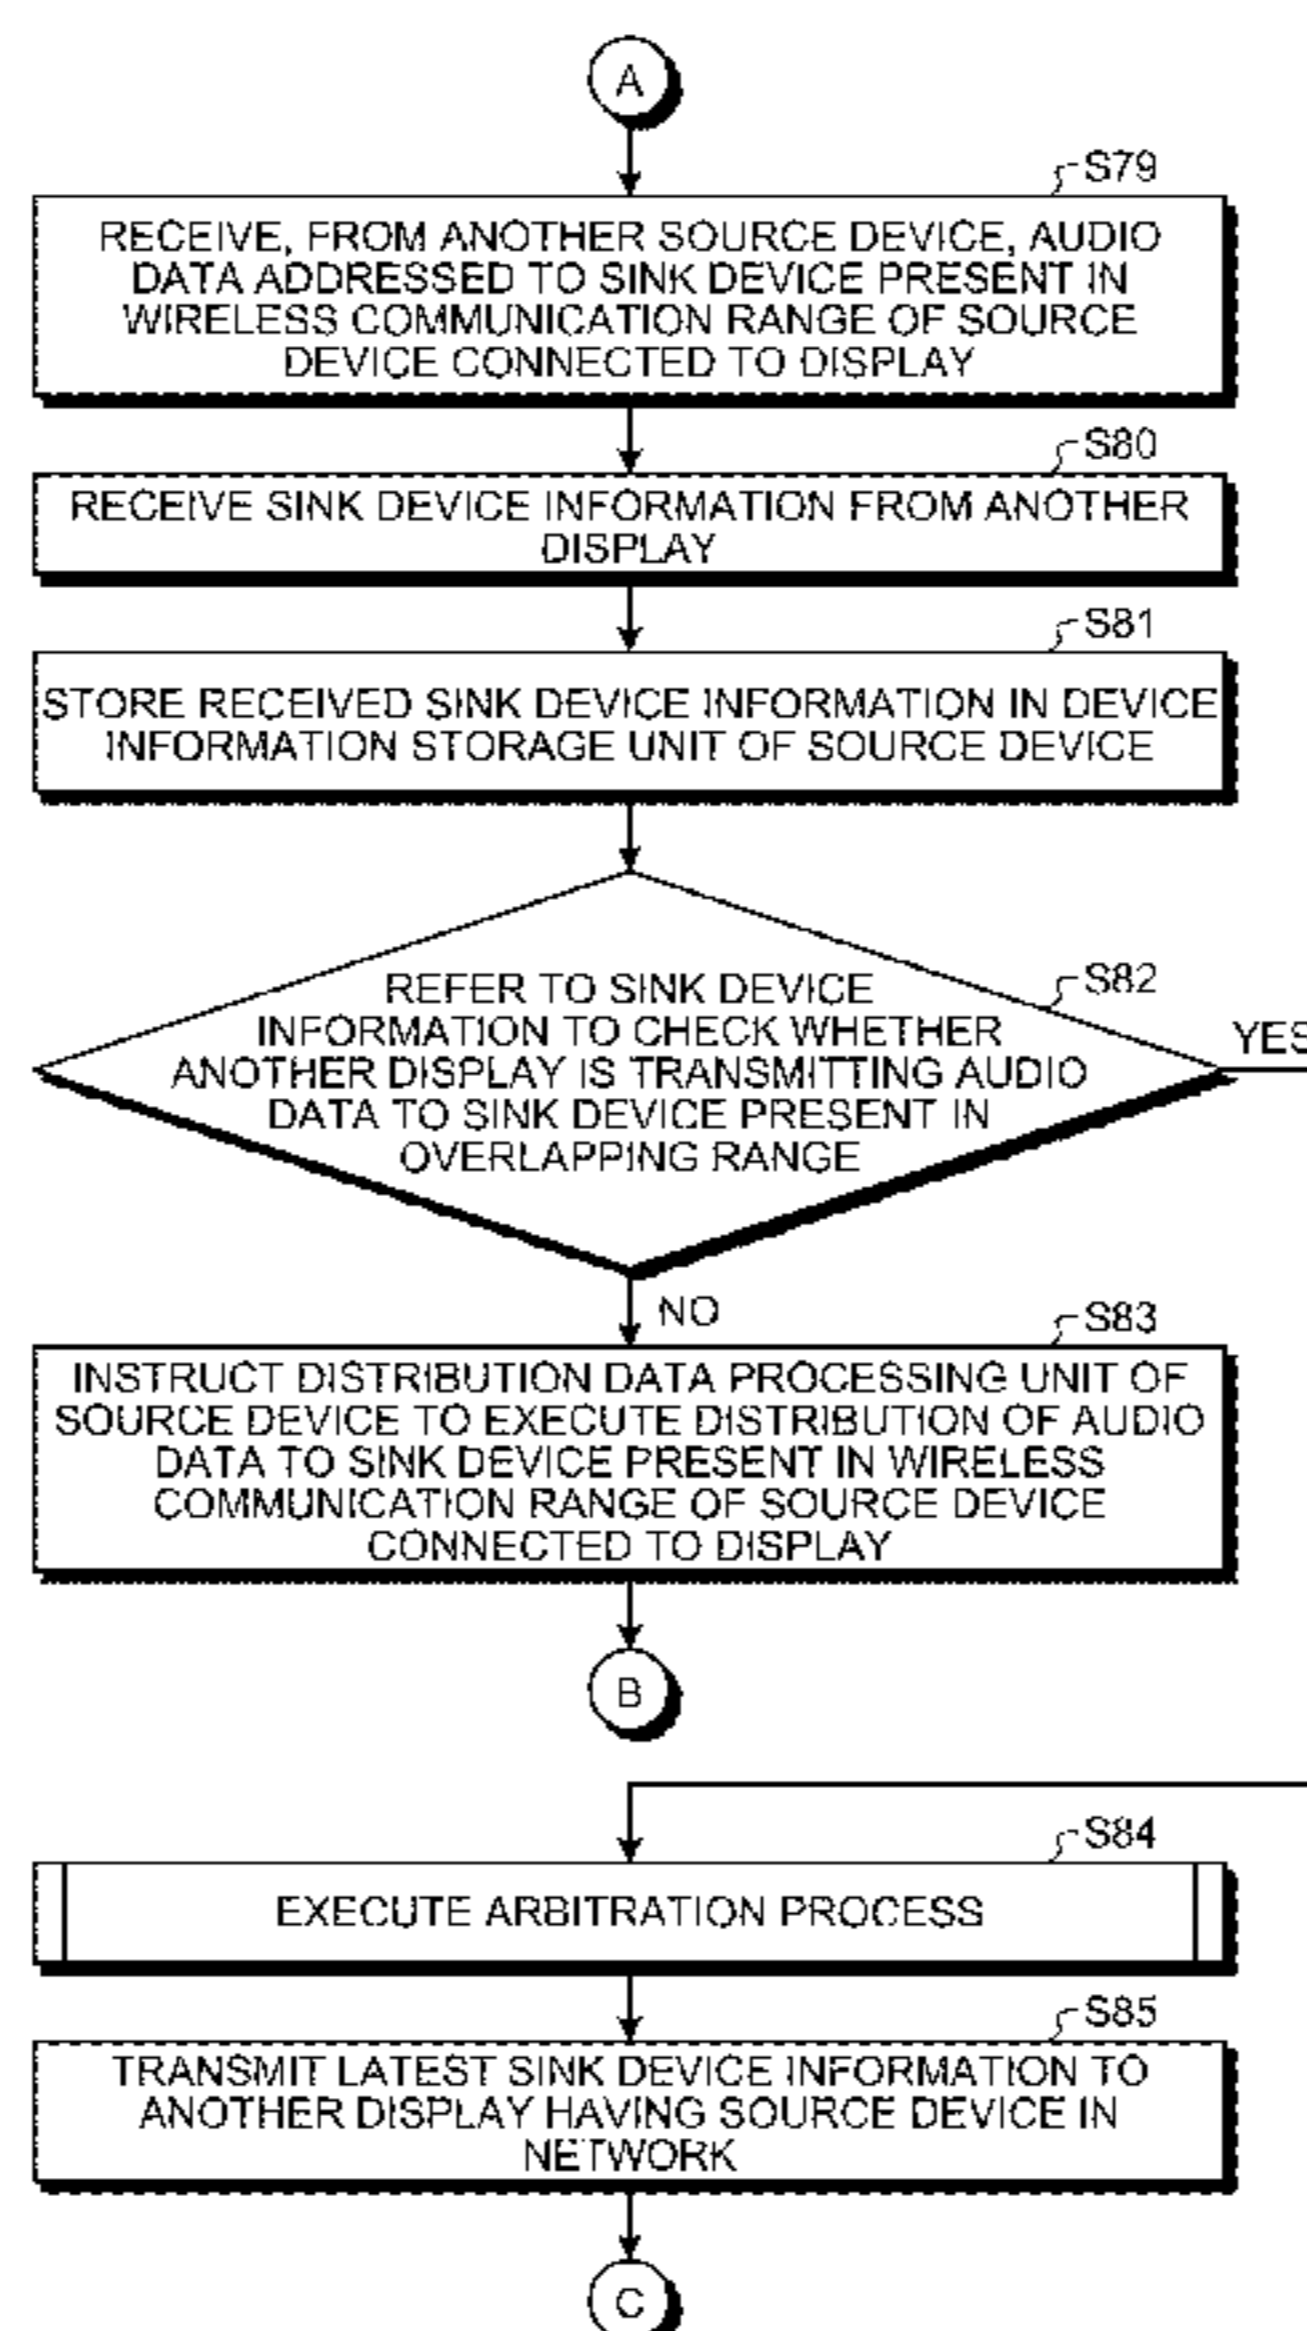 A
S79
RECEIVE, FROM ANOTHER SOURCE DEVICE, AUDIO
DATA ADDRESSED TO SINK DEVICE PRESENT IN
WIRELESS COMMUNICATION RANGE OF SOURCE
DEVICE CONNECTED TO DISPLAY
S80
RECEIVE SINK DEVICE INFORMATION FROM ANOTHER
DISPLAY
S81
STORE RECEIVED SINK DEVICE INFORMATION IN DEVICE
INFORMATION STORAGE UNIT OF SOURCE DEVICE
S82
REFER TO SINK DEVICE
INFORMATION TO CHECK WHETHER
ANOTHER DISPLAY IS TRANSMITTING AUDIO
DATA TO SINK DEVICE PRESENT IN
OVERLAPPING RANGE
YES
NO
S83
INSTRUCT DISTRIBUTION DATA PROCESSING UNIT OF
SOURCE DEVICE TO EXECUTE DISTRIBUTION OF AUDIO
DATA TO SINK DEVICE PRESENT IN WIRELESS
COMMUNICATION RANGE OF SOURCE DEVICE
CONNECTED TO DISPLAY
B
S84
EXECUTE ARBITRATION PROCESS
S85
TRANSMIT LATEST SINK DEVICE INFORMATION TO
ANOTHER DISPLAY HAVING SOURCE DEVICE IN
NETWORK
C